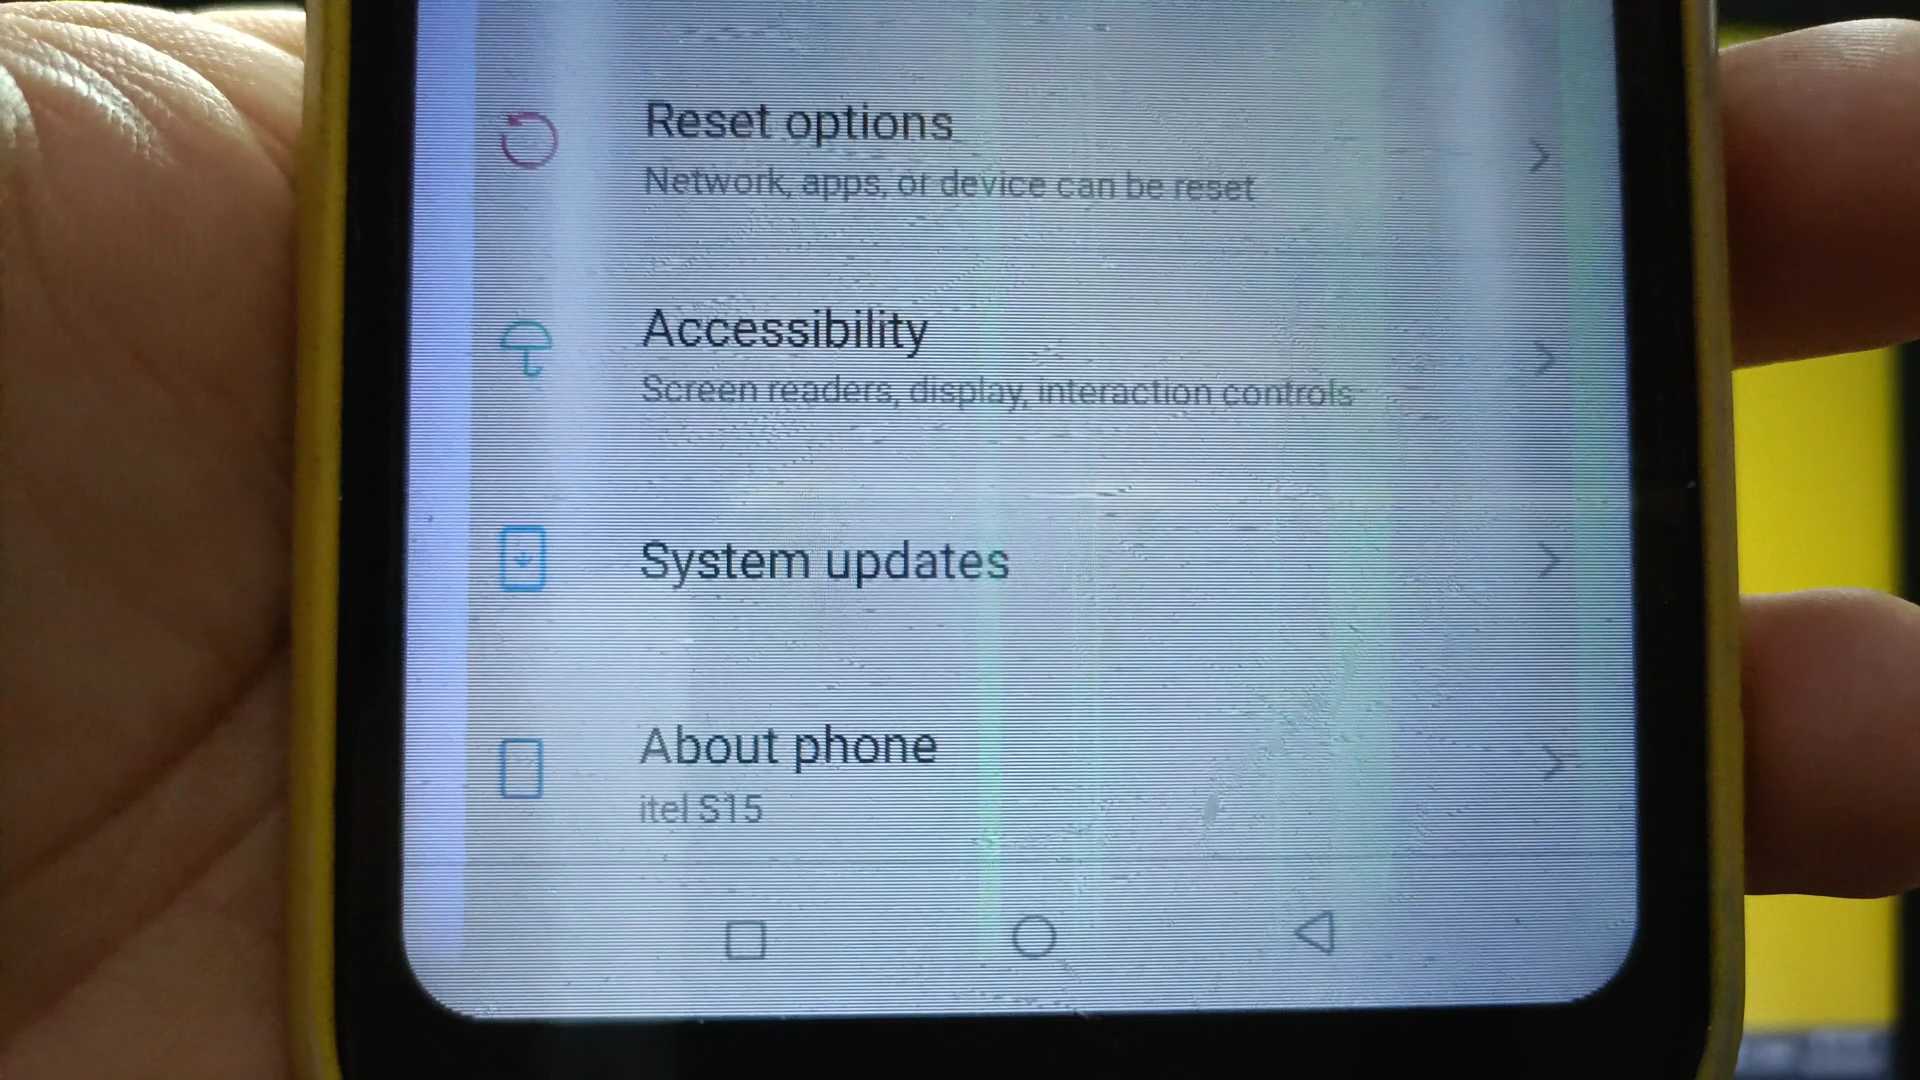 Reset options
Network, apps, or device can be reset
Accessibility
Screen readers, display, interaction controls
System updates
About phone
itel S15